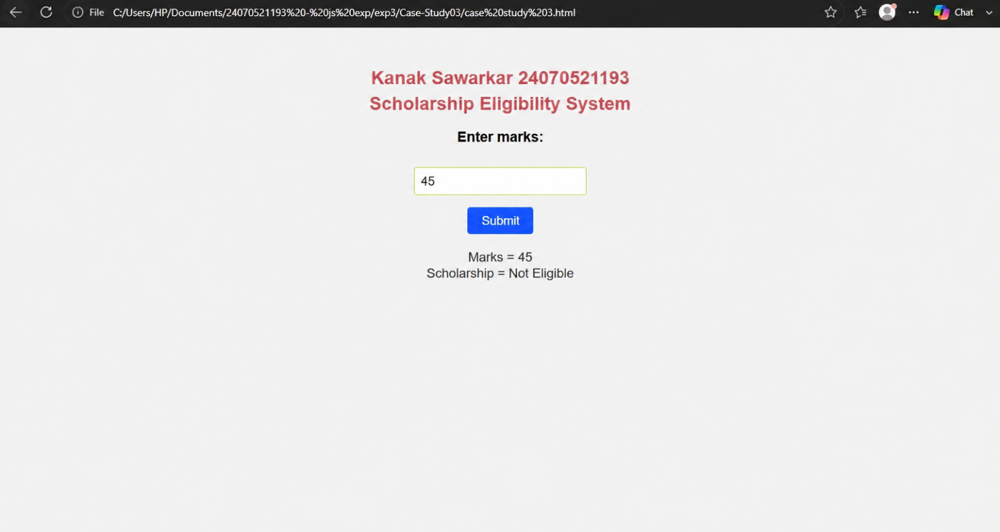 File C:/Users/HP/Documents/24070521193%20-%20js%20exp/exp3/Case-Study03/case%20study%203.html
Chat
Kanak Sawarkar 24070521193
Scholarship Eligibility System
Enter marks:
45
Submit
Marks = 45
Scholarship = Not Eligible